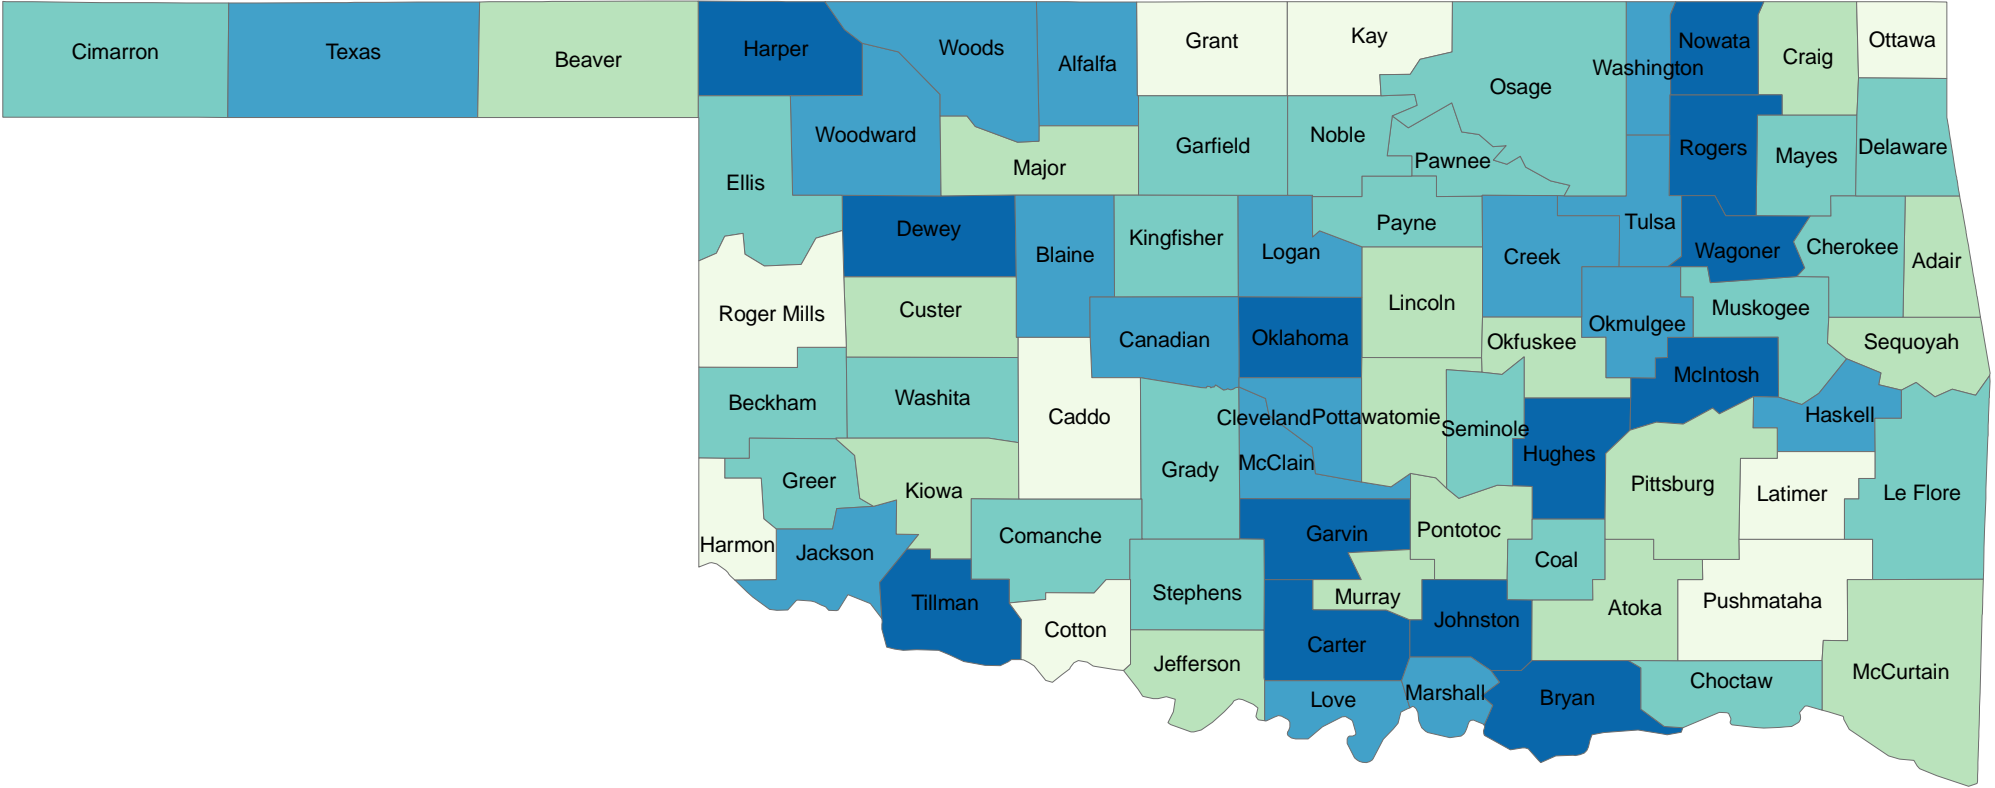 Cimarron
Texas
Beaver
Harper
Woods
Alfalfa
Grant
Kay
Osage
Washington
Nowata
Craig
Ottawa
Woodward
Major
Garfield
Noble
Pawnee
Rogers
Mayes
Delaware
Ellis
Dewey
Blaine
Kingfisher
Logan
Payne
Creek
Tulsa
Wagoner
Cherokee
Adair
Roger Mills
Custer
Canadian
Oklahoma
Lincoln
Okfuskee
Okmulgee
Muskogee
Sequoyah
Beckham
Washita
Caddo
Grady
Cleveland
Pottawatomie
Seminole
Hughes
McIntosh
Haskell
McClain
Greer
Kiowa
Comanche
Garvin
Pontotoc
Pittsburg
Latimer
Le Flore
Harmon
Jackson
Tillman
Cotton
Stephens
Murray
Johnston
Coal
Atoka
Pushmataha
Jefferson
Carter
Love
Marshall
Bryan
Choctaw
McCurtain